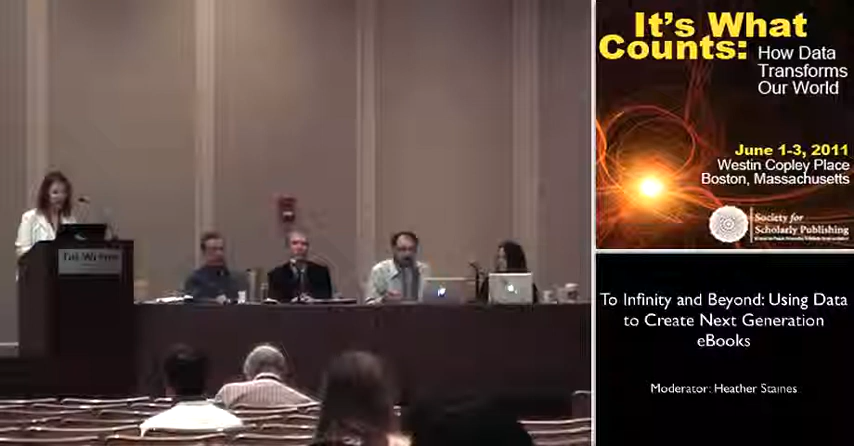 It's What
Counts: How Data
Transforms
Our World
June 1-3, 2011
Westin Copley Place
Boston, Massachusetts
Society for
Scholarly Publishing
To Infinity and Beyond: Using Data
to Create Next Generation
eBooks
Moderator: Heather Staines